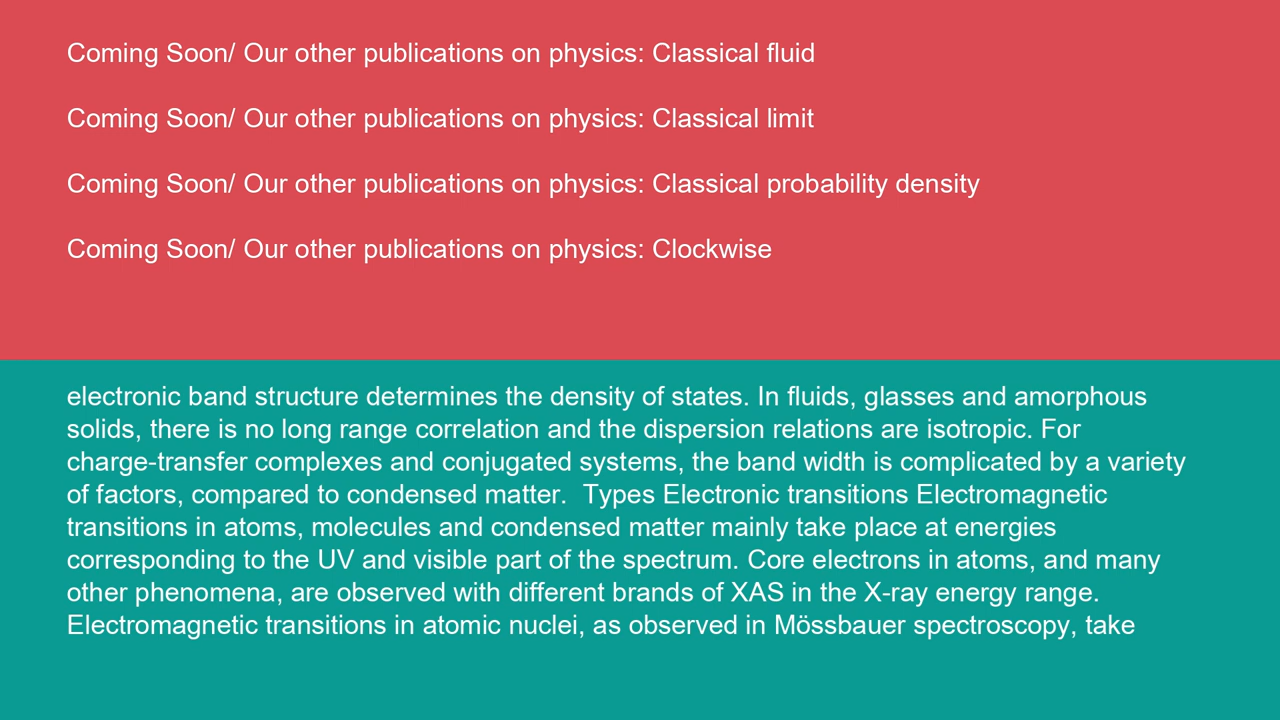 Coming Soon/ Our other publications on physics: Classical fluid
Coming Soon/ Our other publications on physics: Classical limit
Coming Soon/ Our other publications on physics: Classical probability density
Coming Soon/ Our other publications on physics: Clockwise
electronic band structure determines the density of states. In fluids, glasses and amorphous
solids, there is no long range correlation and the dispersion relations are isotropic. For
charge-transfer complexes and conjugated systems, the band width is complicated by a variety
of factors, compared to condensed matter.  Types Electronic transitions Electromagnetic
transitions in atoms, molecules and condensed matter mainly take place at energies
corresponding to the UV and visible part of the spectrum. Core electrons in atoms, and many
other phenomena, are observed with different brands of XAS in the X-ray energy range.
Electromagnetic transitions in atomic nuclei, as observed in Mössbauer spectroscopy, take